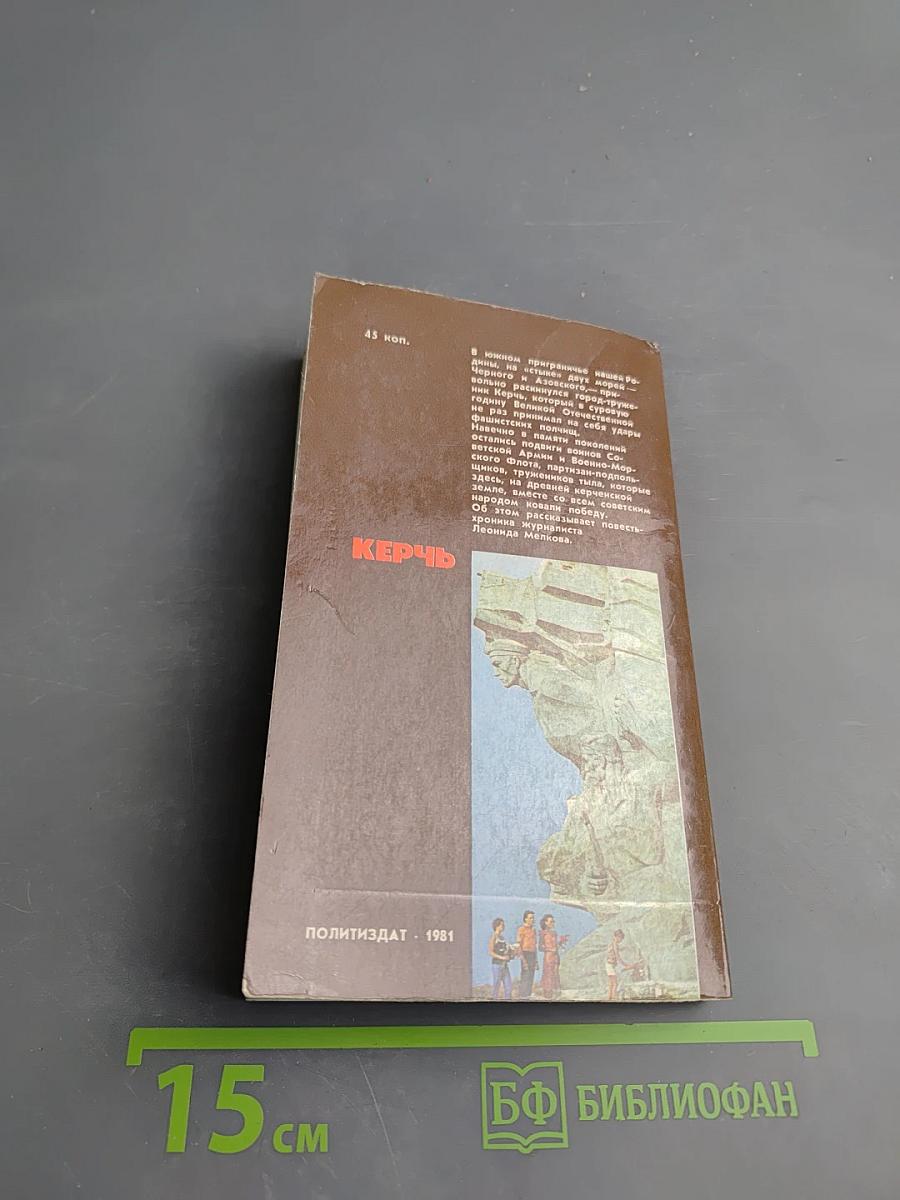 45 коп.
В южном приграничье нашей Ро-
дины, на «стыке» двух морей —
Черного и Азовского,— при-
вольно раскинулся город-труже-
ник Керчь, который в суровую
годину Великой Отечественной
не раз принимал на себя удары
фашистских полчищ.
Навечно в памяти поколений
остались подвиги воинов Со-
ветской Армии и Военно-Мор-
ского Флота, партизан-подполь-
щиков, тружеников тыла, которые
здесь, на древней керченской
земле, вместе со всем советским
народом ковали победу.
Об этом рассказывает повесть-
хроника журналиста
Леонида Мелкова.
КЕРЧЬ
ПОЛИТИЗДАТ · 1981
15 см
БФ БИБЛИОФАН